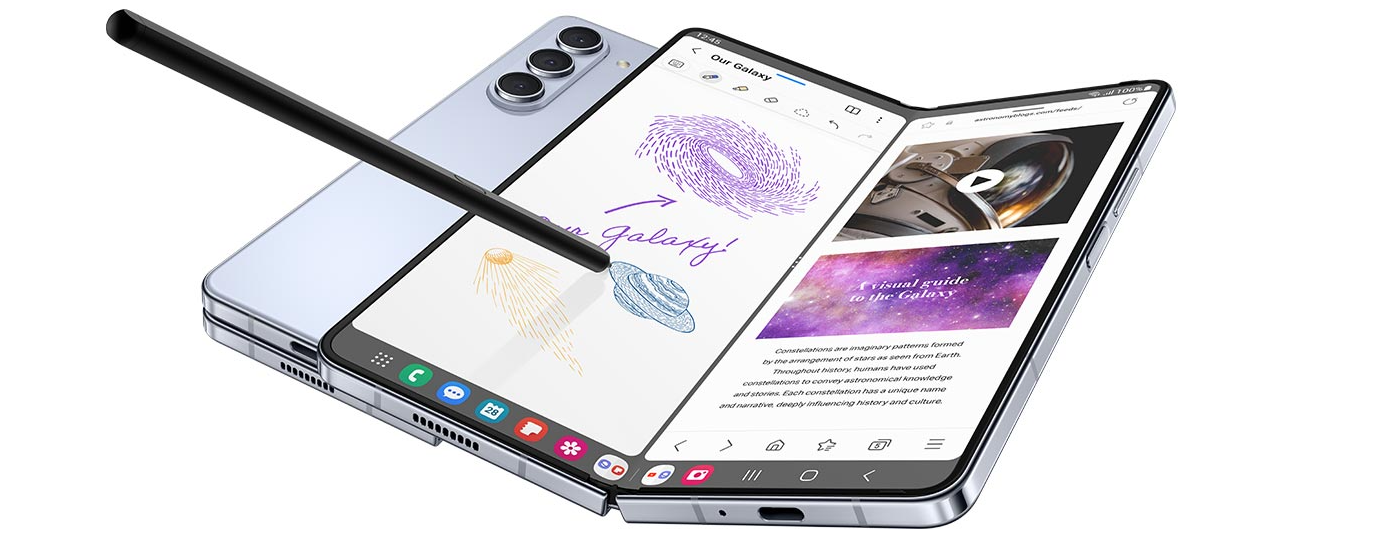 12:45
Our Galaxy
100%
astronomyblogs.com/feeds/
Our Galaxy!
A visual guide
to the Galaxy
Constellations are imaginary patterns formed
by the arrangement of stars as seen from Earth.
Throughout history, humans have used
constellations to convey astronomical knowledge
and stories. Each constellation has a unique name
and narrative, deeply influencing history and culture.
28